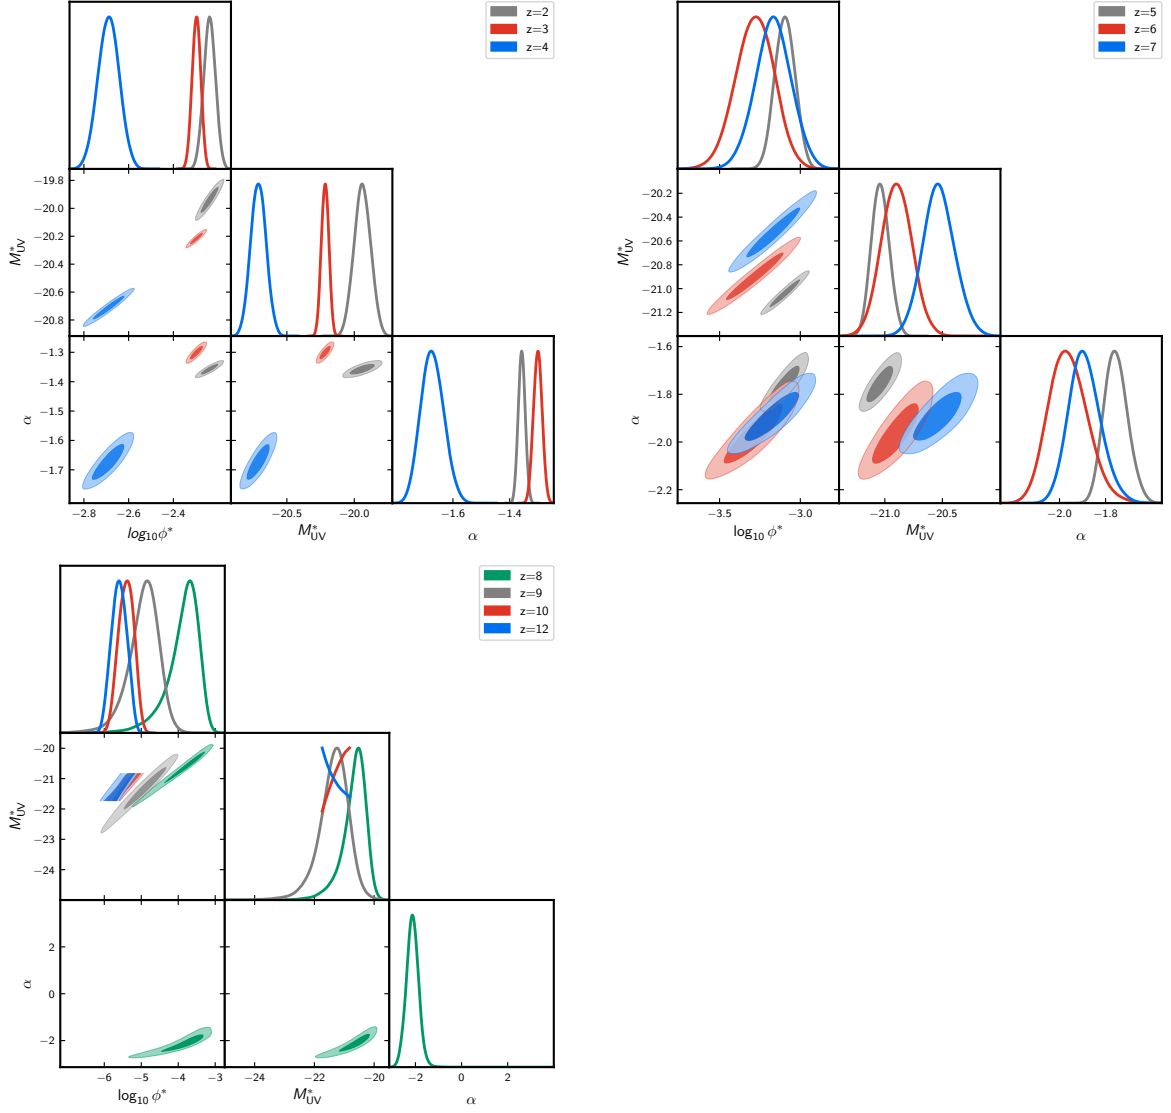 z=2
z=3
z=4
−19.8
−20.0
−20.2
−20.4
−20.6
−20.8
M*UV
−1.3
−1.4
−1.5
−1.6
−1.7
α
−2.8 −2.6 −2.4
log10ϕ*
−20.5 −20.0
M*UV
−1.6 −1.4
α
z=5
z=6
z=7
−20.2
−20.4
−20.6
−20.8
−21.0
−21.2
M*UV
−1.6
−1.8
−2.0
−2.2
α
−3.5 −3.0
log10 ϕ*
−21.0 −20.5
M*UV
−2.0 −1.8
α
z=8
z=9
z=10
z=12
−20
−21
−22
−23
−24
M*UV
2
0
−2
α
−6 −5 −4 −3
log10 ϕ*
−24 −22 −20
M*UV
−2 0 2
α